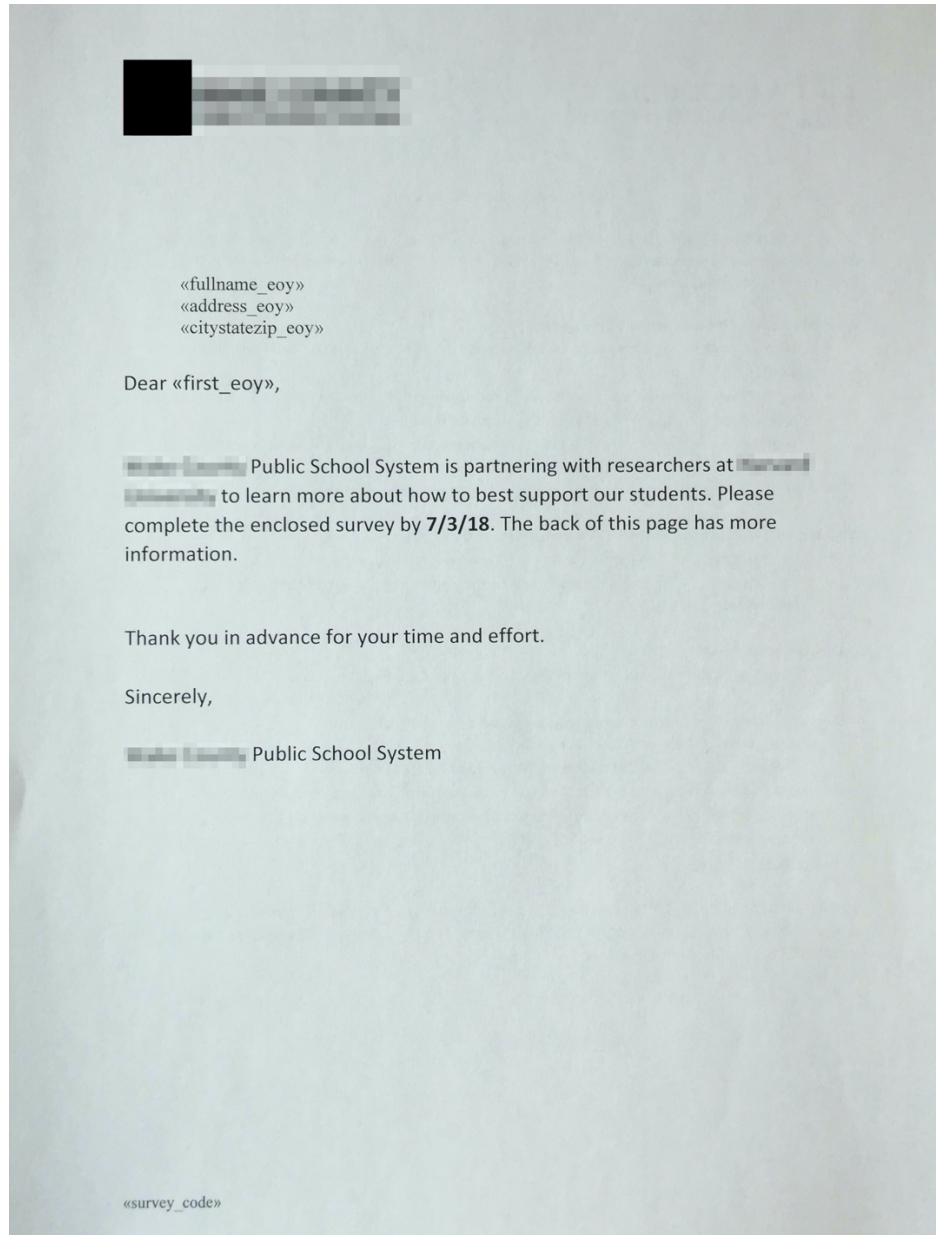 «fullname_eoy»
«address_eoy»
«citystatezip_eoy»
Dear «first_eoy»,
Public School System is partnering with researchers at
to learn more about how to best support our students. Please
complete the enclosed survey by 7/3/18. The back of this page has more
information.
Thank you in advance for your time and effort.
Sincerely,
Public School System
«survey_code»